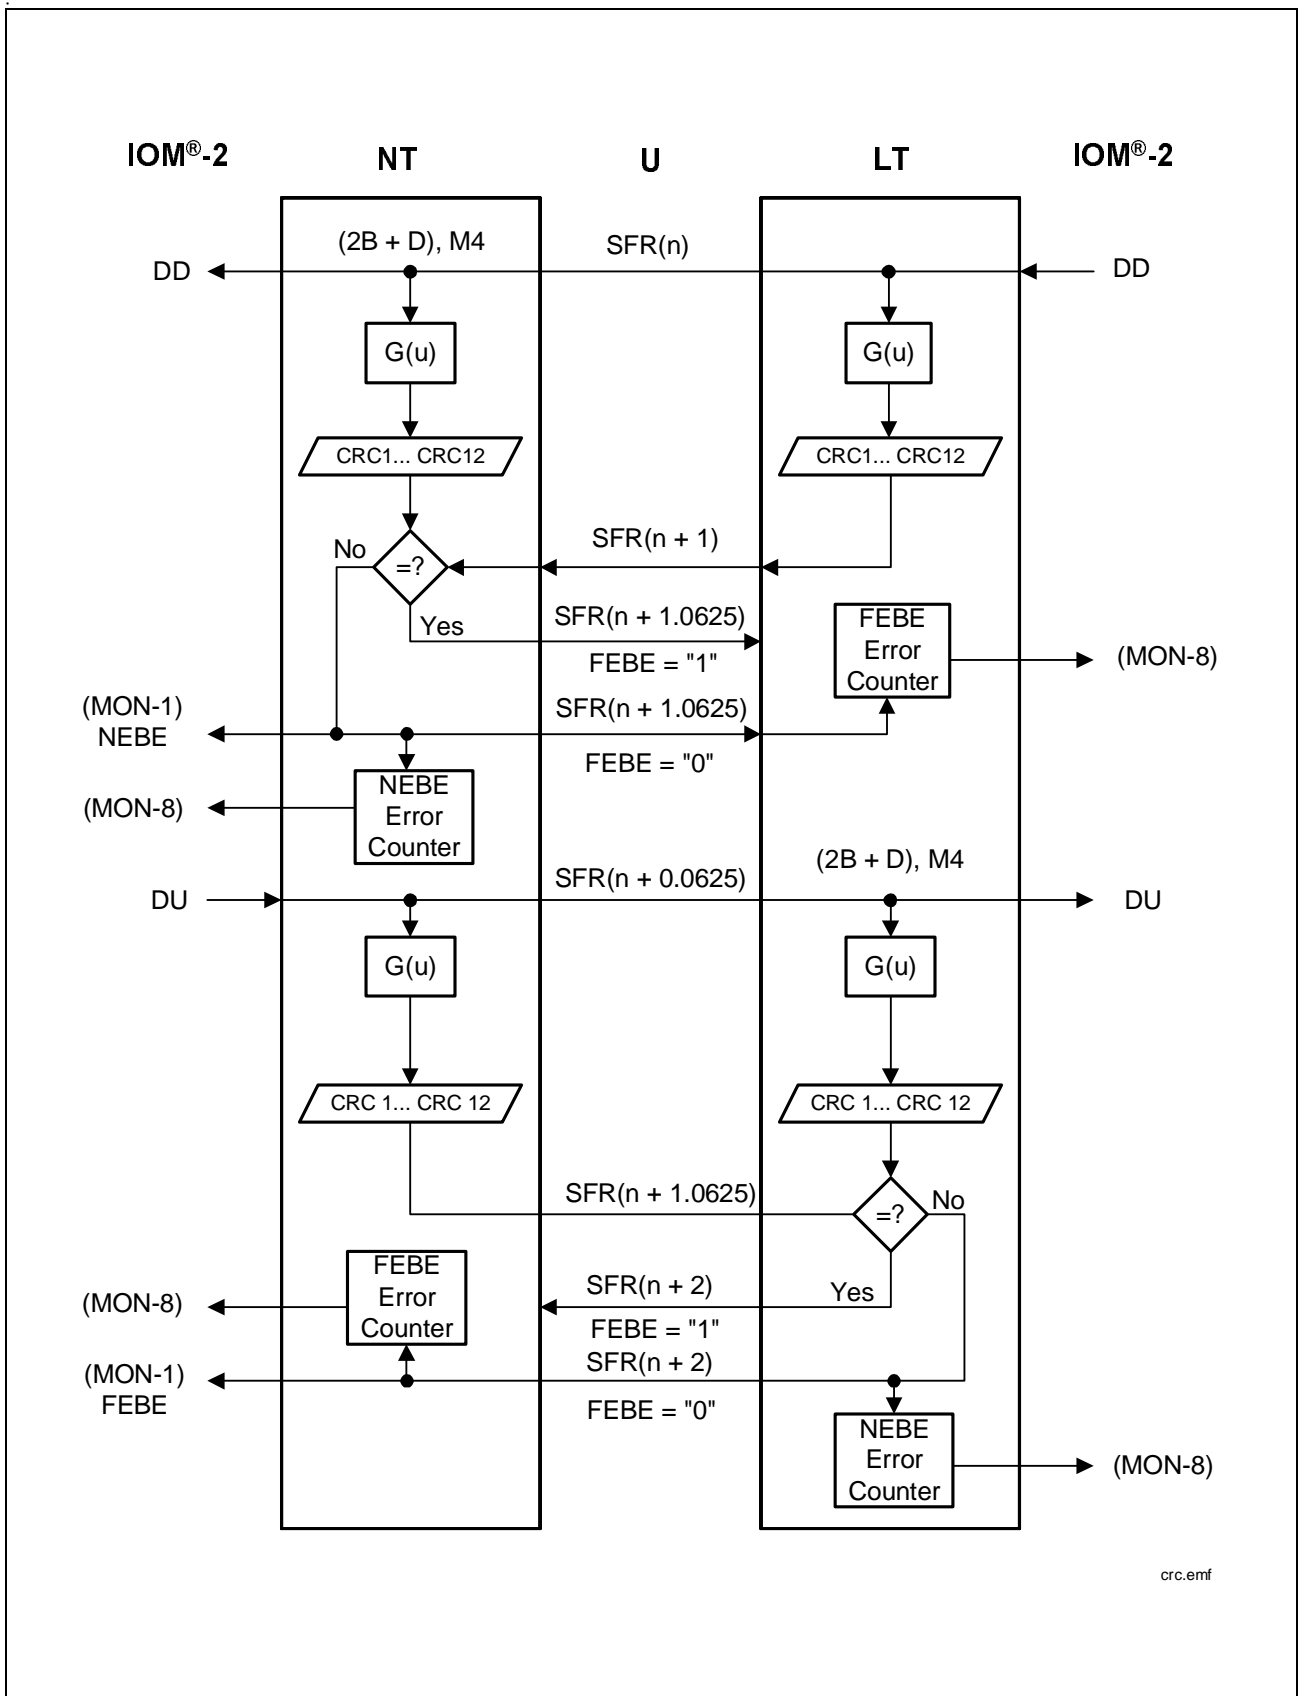 IOM®-2 NT U LT IOM®-2
(2B + D), M4 SFR(n)
DD DD
G(u) G(u)
CRC1... CRC12 CRC1... CRC12
SFR(n + 1)
No =?
Yes SFR(n + 1.0625) FEBE
Error
Counter
FEBE = "1" (MON-8)
(MON-1)
NEBE
SFR(n + 1.0625)
FEBE = "0"
NEBE
Error
Counter
(MON-8)
(2B + D), M4
DU SFR(n + 0.0625) DU
G(u) G(u)
CRC 1... CRC 12 CRC 1... CRC 12
SFR(n + 1.0625) =? No
FEBE
Error
Counter
(MON-8) SFR(n + 2) Yes
FEBE = "1"
(MON-1)
FEBE
SFR(n + 2)
FEBE = "0"
NEBE
Error
Counter
(MON-8)
crc.emf